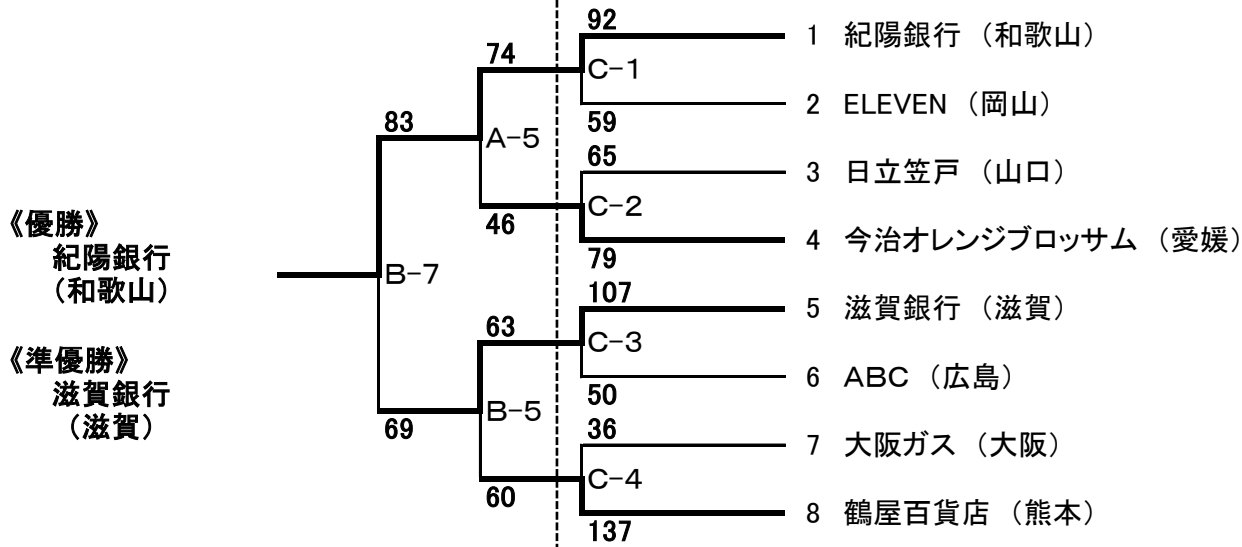 92
1 紀陽銀行 （和歌山）
74
C-1
2 ELEVEN （岡山）
59
83
A-5
65
3 日立笠戸 （山口）
C-2
46
4 今治オレンジブロッサム （愛媛）
79
《優勝》
紀陽銀行
（和歌山）
B-7
107
5 滋賀銀行 （滋賀）
63
C-3
6 ABC （広島）
50
《準優勝》
滋賀銀行
（滋賀）
69
B-5
36
7 大阪ガス （大阪）
C-4
60
8 鶴屋百貨店 （熊本）
137